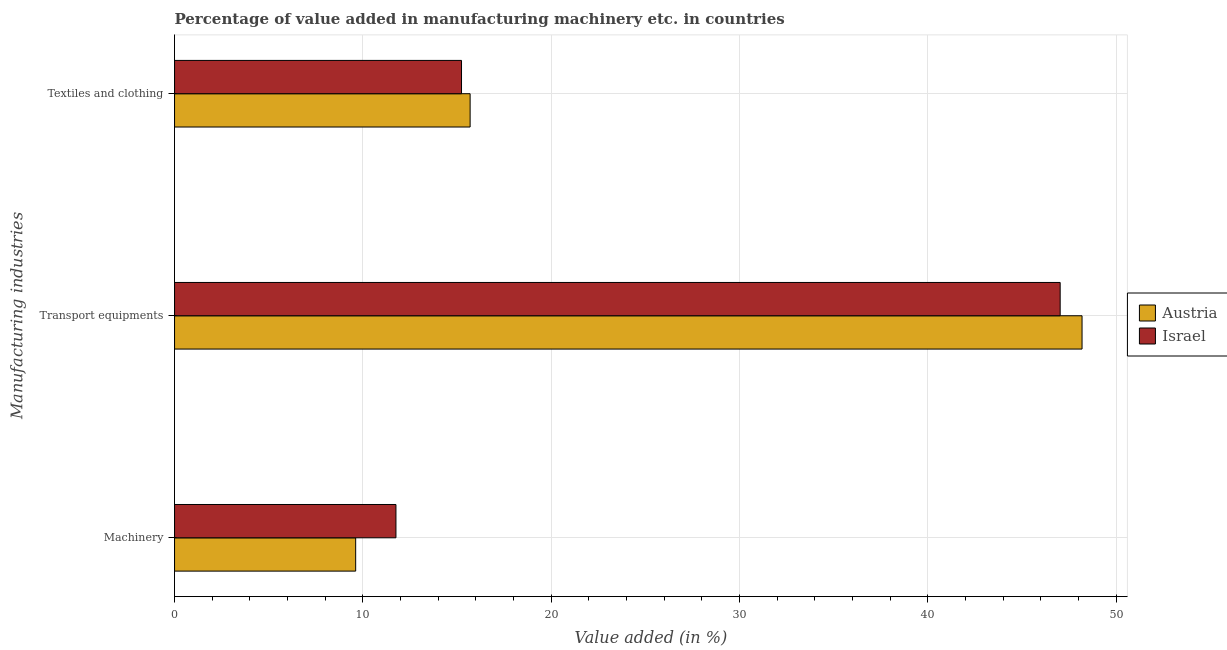 Percentage of value added in manufacturing machinery etc. in countries
Manufacturing industries
Textiles and clothing
Transport equipments
Machinery
0 10 20 30 40 50
Value added (in %)
Austria
Israel